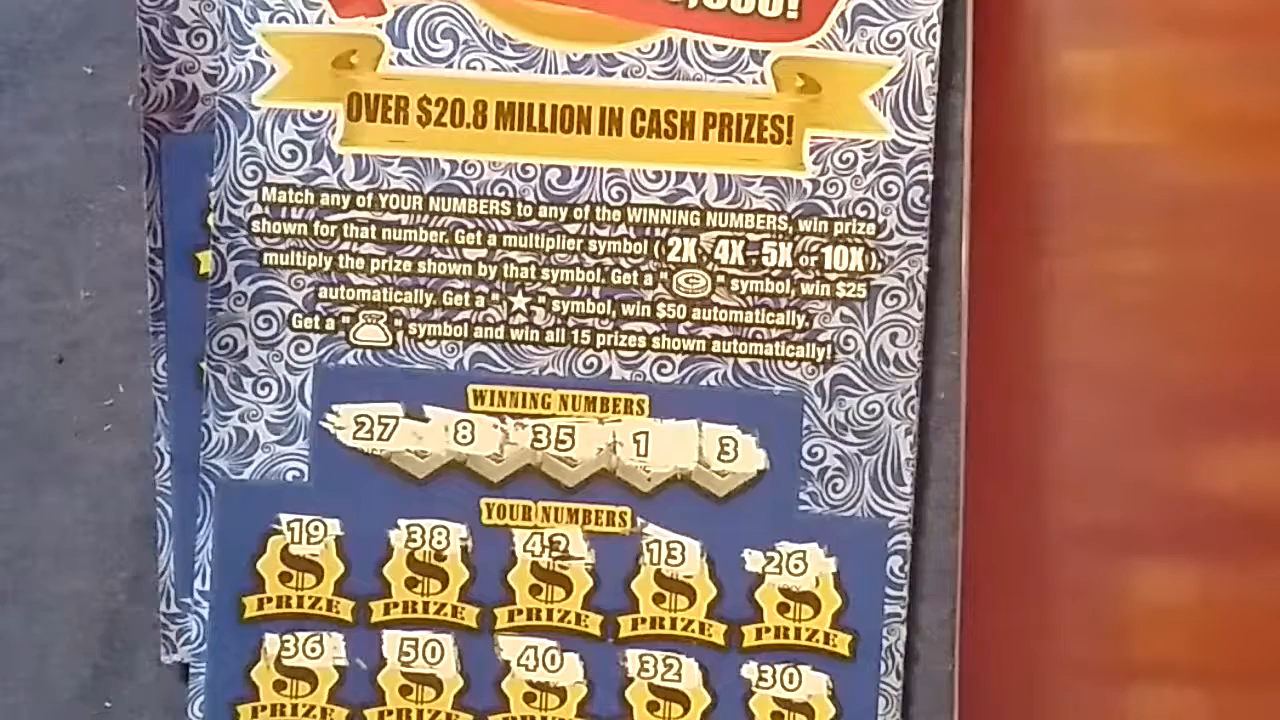 OVER $20.8 MILLION IN CASH PRIZES!
Match any of YOUR NUMBERS to any of the WINNING NUMBERS, win prize
shown for that number. Get a multiplier symbol ( 2X, 4X, 5X or 10X ),
multiply the prize shown by that symbol. Get a " " symbol, win $25
automatically. Get a " " symbol, win $50 automatically.
Get a " " symbol and win all 15 prizes shown automatically!
WINNING NUMBERS
27 8 35 1 3
YOUR NUMBERS
19 38 42 13 26
PRIZE PRIZE PRIZE PRIZE PRIZE
36 50 40 32 30
PRIZE PRIZE